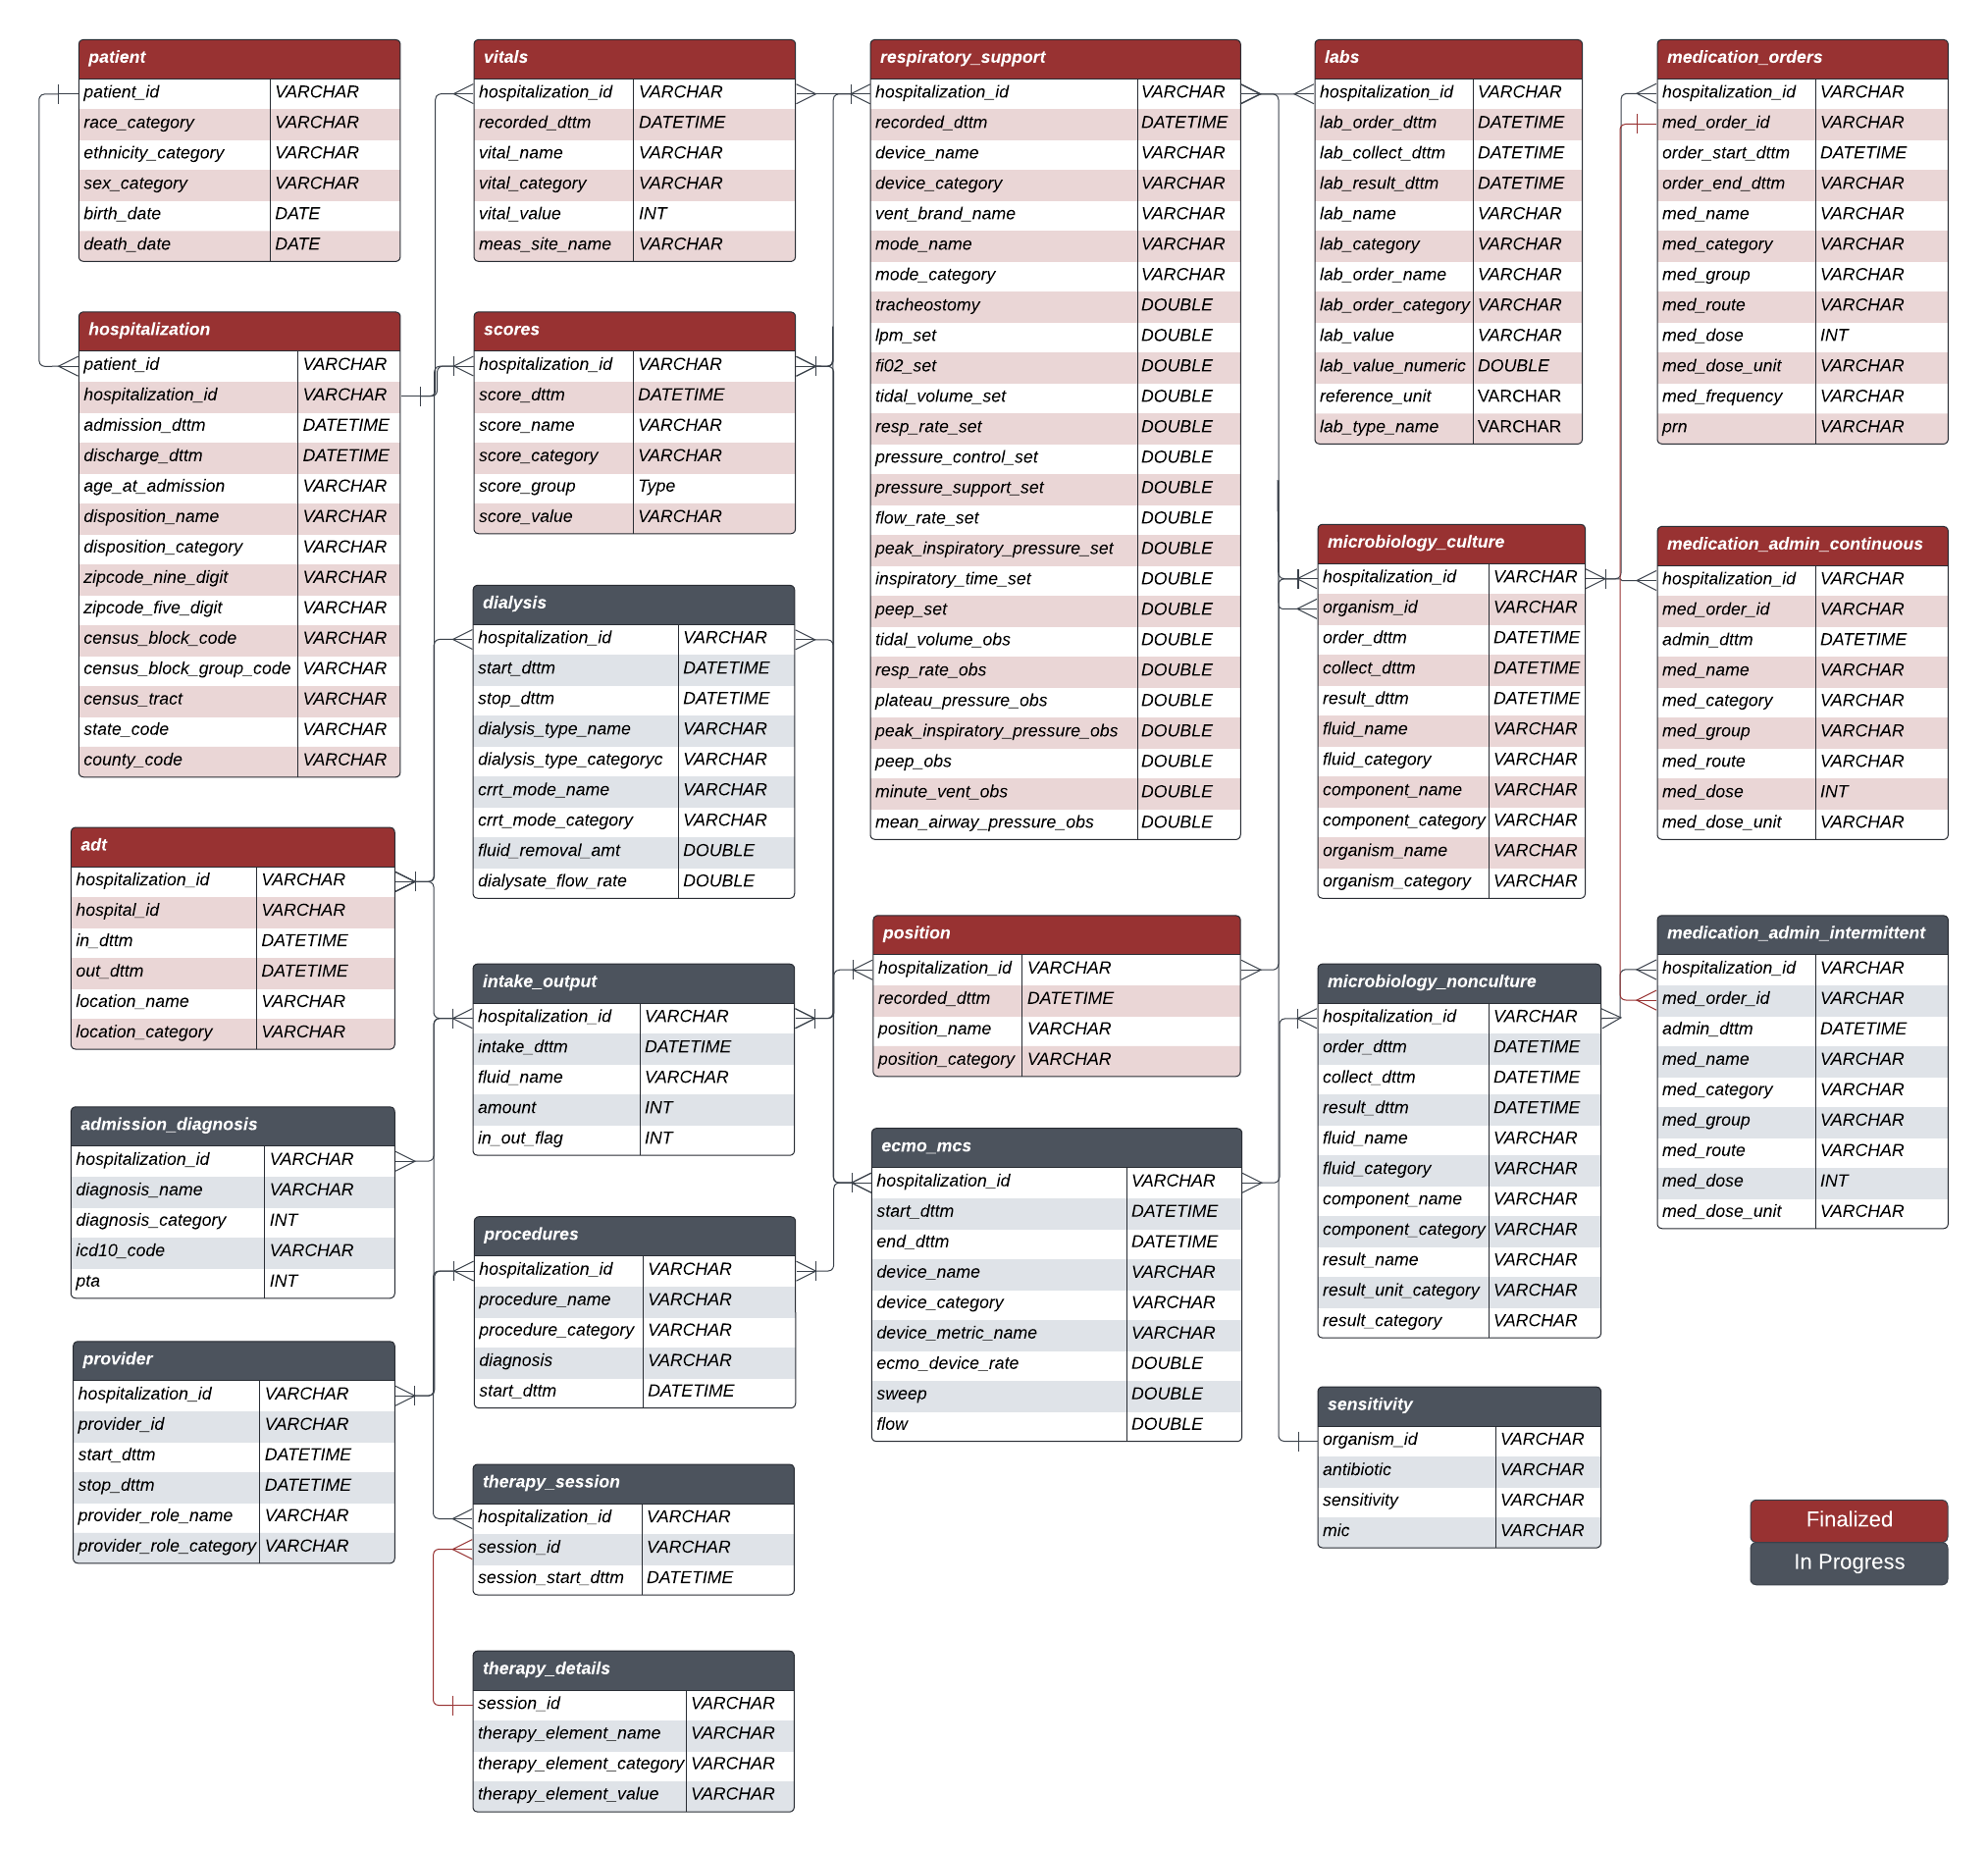 patient
patient_id VARCHAR
race_category VARCHAR
ethnicity_category VARCHAR
sex_category VARCHAR
birth_date DATE
death_date DATE
hospitalization
patient_id VARCHAR
hospitalization_id VARCHAR
admission_dttm DATETIME
discharge_dttm DATETIME
age_at_admission VARCHAR
disposition_name VARCHAR
disposition_category VARCHAR
zipcode_nine_digit VARCHAR
zipcode_five_digit VARCHAR
census_block_code VARCHAR
census_block_group_code VARCHAR
census_tract VARCHAR
state_code VARCHAR
county_code VARCHAR
adt
hospitalization_id VARCHAR
hospital_id VARCHAR
in_dttm DATETIME
out_dttm DATETIME
location_name VARCHAR
location_category VARCHAR
admission_diagnosis
hospitalization_id VARCHAR
diagnosis_name VARCHAR
diagnosis_category INT
icd10_code VARCHAR
pta INT
provider
hospitalization_id VARCHAR
provider_id VARCHAR
start_dttm DATETIME
stop_dttm DATETIME
provider_role_name VARCHAR
provider_role_category VARCHAR
vitals
hospitalization_id VARCHAR
recorded_dttm DATETIME
vital_name VARCHAR
vital_category VARCHAR
vital_value INT
meas_site_name VARCHAR
scores
hospitalization_id VARCHAR
score_dttm DATETIME
score_name VARCHAR
score_category VARCHAR
score_group Type
score_value VARCHAR
dialysis
hospitalization_id VARCHAR
start_dttm DATETIME
stop_dttm DATETIME
dialysis_type_name VARCHAR
dialysis_type_categoryc VARCHAR
crrt_mode_name VARCHAR
crrt_mode_category VARCHAR
fluid_removal_amt DOUBLE
dialysate_flow_rate DOUBLE
intake_output
hospitalization_id VARCHAR
intake_dttm DATETIME
fluid_name VARCHAR
amount INT
in_out_flag INT
procedures
hospitalization_id VARCHAR
procedure_name VARCHAR
procedure_category VARCHAR
diagnosis VARCHAR
start_dttm DATETIME
therapy_session
hospitalization_id VARCHAR
session_id VARCHAR
session_start_dttm DATETIME
therapy_details
session_id VARCHAR
therapy_element_name VARCHAR
therapy_element_category VARCHAR
therapy_element_value VARCHAR
respiratory_support
hospitalization_id VARCHAR
recorded_dttm DATETIME
device_name VARCHAR
device_category VARCHAR
vent_brand_name VARCHAR
mode_name VARCHAR
mode_category VARCHAR
tracheostomy DOUBLE
lpm_set DOUBLE
fi02_set DOUBLE
tidal_volume_set DOUBLE
resp_rate_set DOUBLE
pressure_control_set DOUBLE
pressure_support_set DOUBLE
flow_rate_set DOUBLE
peak_inspiratory_pressure_set DOUBLE
inspiratory_time_set DOUBLE
peep_set DOUBLE
tidal_volume_obs DOUBLE
resp_rate_obs DOUBLE
plateau_pressure_obs DOUBLE
peak_inspiratory_pressure_obs DOUBLE
peep_obs DOUBLE
minute_vent_obs DOUBLE
mean_airway_pressure_obs DOUBLE
position
hospitalization_id VARCHAR
recorded_dttm DATETIME
position_name VARCHAR
position_category VARCHAR
ecmo_mcs
hospitalization_id VARCHAR
start_dttm DATETIME
end_dttm DATETIME
device_name VARCHAR
device_category VARCHAR
device_metric_name VARCHAR
ecmo_device_rate DOUBLE
sweep DOUBLE
flow DOUBLE
labs
hospitalization_id VARCHAR
lab_order_dttm DATETIME
lab_collect_dttm DATETIME
lab_result_dttm DATETIME
lab_name VARCHAR
lab_category VARCHAR
lab_order_name VARCHAR
lab_order_category VARCHAR
lab_value VARCHAR
lab_value_numeric DOUBLE
reference_unit VARCHAR
lab_type_name VARCHAR
microbiology_culture
hospitalization_id VARCHAR
organism_id VARCHAR
order_dttm DATETIME
collect_dttm DATETIME
result_dttm DATETIME
fluid_name VARCHAR
fluid_category VARCHAR
component_name VARCHAR
component_category VARCHAR
organism_name VARCHAR
organism_category VARCHAR
microbiology_nonculture
hospitalization_id VARCHAR
order_dttm DATETIME
collect_dttm DATETIME
result_dttm DATETIME
fluid_name VARCHAR
fluid_category VARCHAR
component_name VARCHAR
component_category VARCHAR
result_name VARCHAR
result_unit_category VARCHAR
result_category VARCHAR
sensitivity
organism_id VARCHAR
antibiotic VARCHAR
sensitivity VARCHAR
mic VARCHAR
medication_orders
hospitalization_id VARCHAR
med_order_id VARCHAR
order_start_dttm DATETIME
order_end_dttm VARCHAR
med_name VARCHAR
med_category VARCHAR
med_group VARCHAR
med_route VARCHAR
med_dose INT
med_dose_unit VARCHAR
med_frequency VARCHAR
prn VARCHAR
medication_admin_continuous
hospitalization_id VARCHAR
med_order_id VARCHAR
admin_dttm DATETIME
med_name VARCHAR
med_category VARCHAR
med_group VARCHAR
med_route VARCHAR
med_dose INT
med_dose_unit VARCHAR
medication_admin_intermittent
hospitalization_id VARCHAR
med_order_id VARCHAR
admin_dttm DATETIME
med_name VARCHAR
med_category VARCHAR
med_group VARCHAR
med_route VARCHAR
med_dose INT
med_dose_unit VARCHAR
Finalized
In Progress